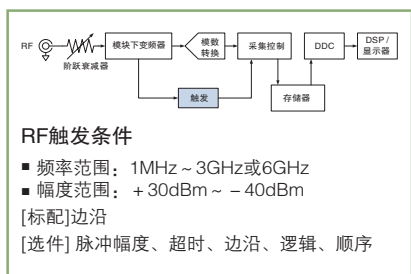 RF
阶跃衰减器
模块下变频器
模数
转换
采集控制
DDC
DSP /
显示器
触发
存储器
RF触发条件
■ 频率范围：1MHz ~ 3GHz或6GHz
■ 幅度范围：+ 30dBm ~ – 40dBm
[标配]边沿
[选件] 脉冲幅度、超时、边沿、逻辑、顺序